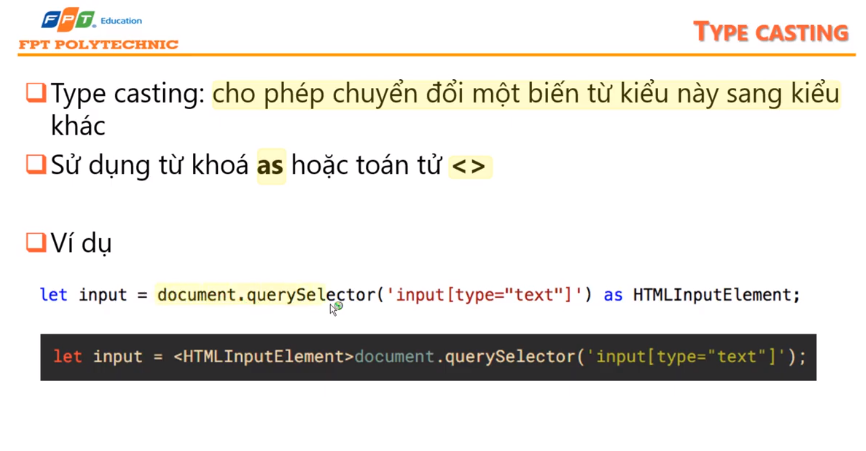 FPT Education
FPT POLYTECHNIC
TYPE CASTING
Type casting: cho phép chuyển đổi một biến từ kiểu này sang kiểu
khác
Sử dụng từ khoá as hoặc toán tử <>
Ví dụ
let input = document.querySelector('input[type="text"]') as HTMLInputElement;
let input = <HTMLInputElement>document.querySelector('input[type="text"]');